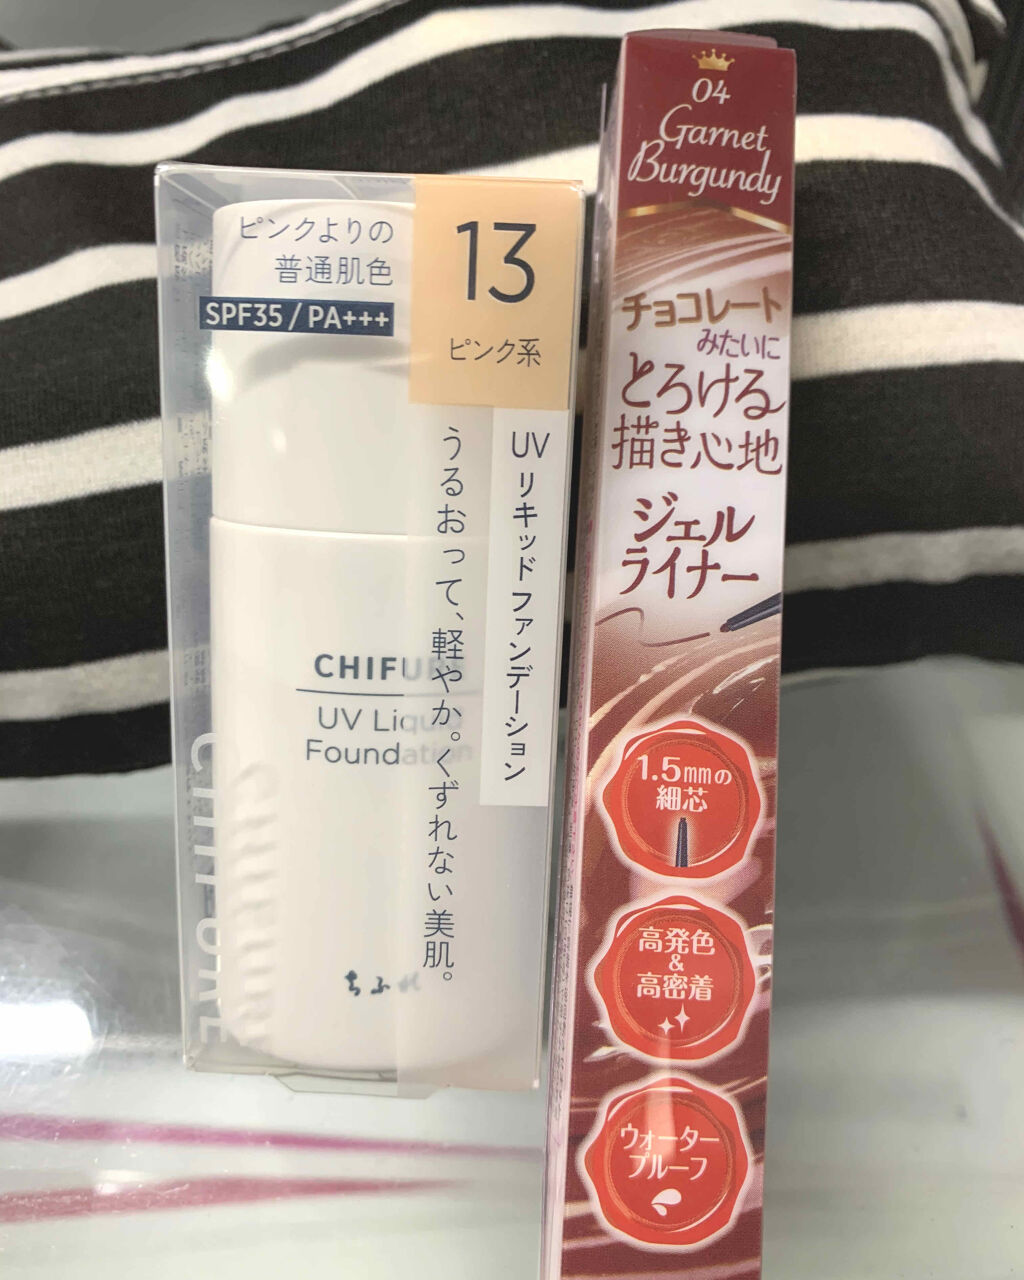 ピンクよりの
普通肌色
SPF35 / PA+++
13
ピンク系
UV リキッド ファンデーション
うるおって、軽やか。くずれない美肌。
CHIFURE
UV Liquid
Foundation
ちふれ
CHIFURE
04
Garnet
Burgundy
チョコレート
みたいに
とろける
描き心地
ジェル
ライナー
1.5mmの
細芯
高発色
&
高密着
ウォーター
プルーフ